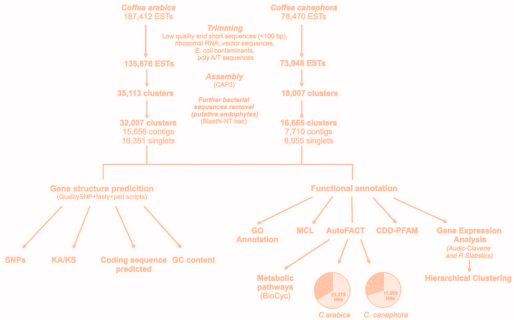 Coffea arabica
187,412 ESTs
Coffea canephora
78,470 ESTs
Trimming
Low quality and short sequences (<100 bp),
ribosomal RNA, vector sequences,
E. coli contaminants,
poly A/T sequences
135,876 ESTs
73,948 ESTs
Assembly
(CAP3)
35,113 clusters
18,007 clusters
Further bacterial
sequences removal
(putative endophytes)
(BlastN-NT bac)
32,007 clusters
15,656 contigs
16,351 singlets
16,665 clusters
7,710 contigs
8,955 singlets
Gene structure predicition
(QualitySNP+fasty+perl scripts)
Functional annotation
SNPs
KA/KS
Coding sequence
predicted
GC content
GO
Annotation
MCL
AutoFACT
CDD-PFAM
Gene Expression
Analysis
(Audic-Claverie
and R Statistics)
Metabolic
pathways
(BioCyc)
Hierarchical Clustering
C.arabica
C. canephora